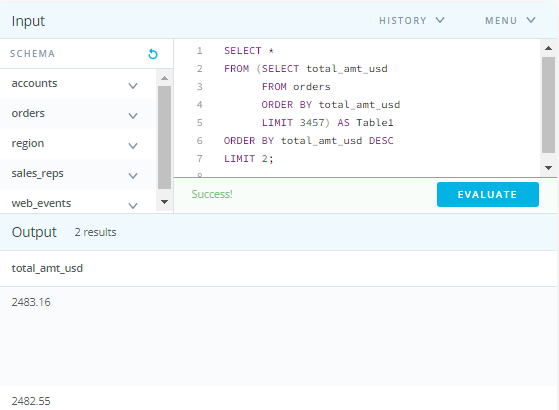 Input
HISTORY
MENU
SCHEMA
accounts
orders
region
sales_reps
web_events
1 SELECT *
2 FROM (SELECT total_amt_usd
3 FROM orders
4 ORDER BY total_amt_usd
5 LIMIT 3457) AS Table1
6 ORDER BY total_amt_usd DESC
7 LIMIT 2;
8
Success!
EVALUATE
Output 2 results
total_amt_usd
2483.16
2482.55